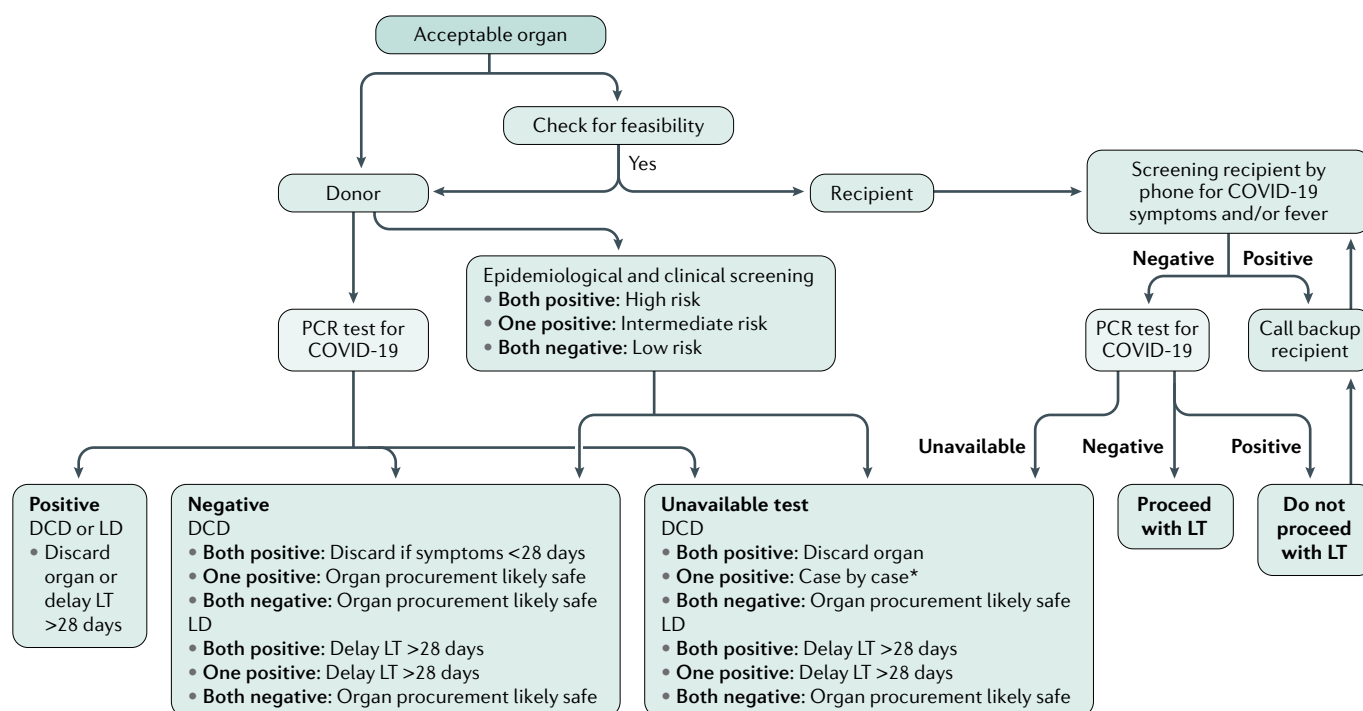 Acceptable organ
Check for feasibility
Yes
Donor
Recipient
Screening recipient by
phone for COVID-19
symptoms and/or fever
Epidemiological and clinical screening
• Both positive: High risk
• One positive: Intermediate risk
• Both negative: Low risk
Negative
Positive
PCR test for
COVID-19
PCR test for
COVID-19
Call backup
recipient
Unavailable
Negative
Positive
Positive
DCD or LD
• Discard
organ or
delay LT
>28 days
Negative
DCD
• Both positive: Discard if symptoms <28 days
• One positive: Organ procurement likely safe
• Both negative: Organ procurement likely safe
LD
• Both positive: Delay LT >28 days
• One positive: Delay LT >28 days
• Both negative: Organ procurement likely safe
Unavailable test
DCD
• Both positive: Discard organ
• One positive: Case by case*
• Both negative: Organ procurement likely safe
LD
• Both positive: Delay LT >28 days
• One positive: Delay LT >28 days
• Both negative: Organ procurement likely safe
Proceed
with LT
Do not
proceed
with LT